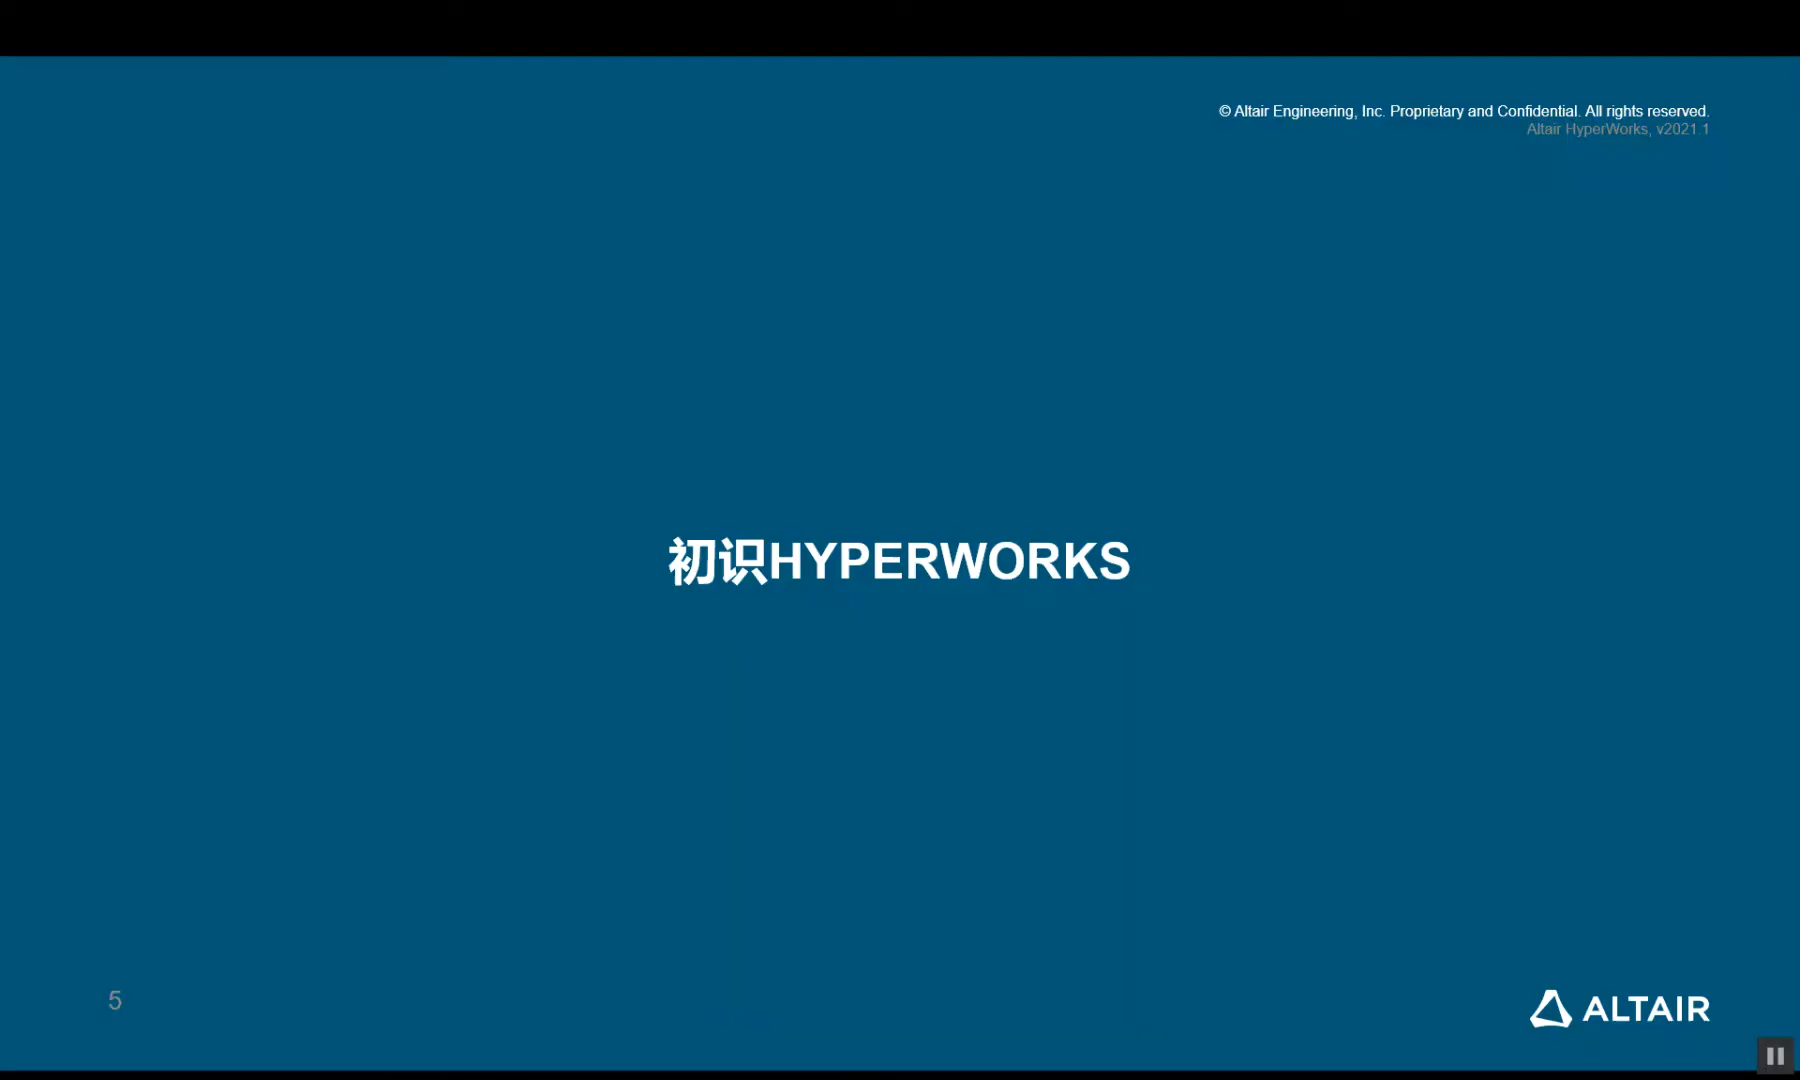 © Altair Engineering, Inc. Proprietary and Confidential. All rights reserved.
Altair HyperWorks, v2021.1
初识HYPERWORKS
5
ALTAIR